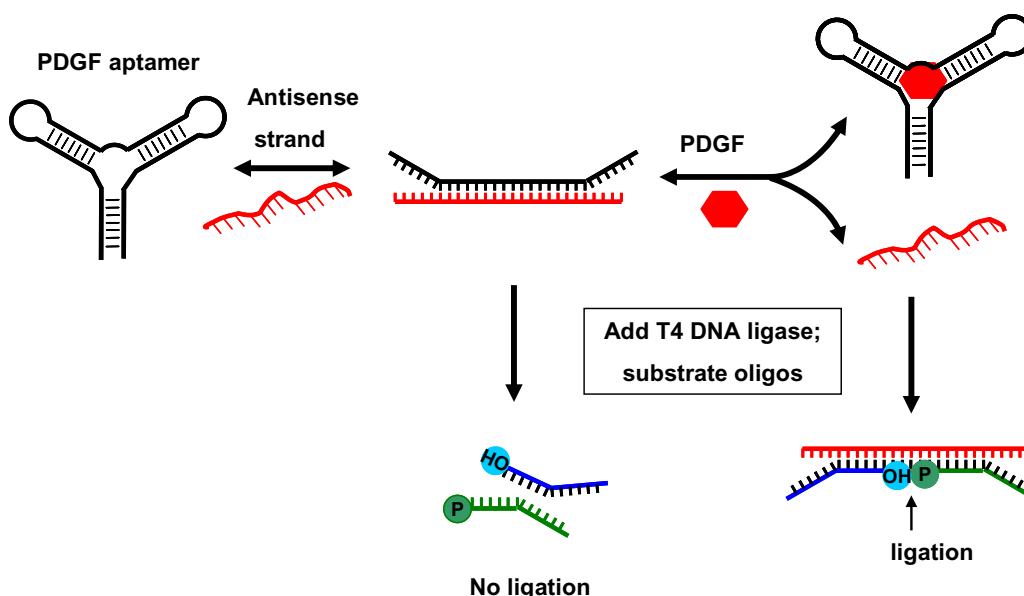 PDGF aptamer
Antisense
strand
PDGF
Add T4 DNA ligase;
substrate oligos
HO
P
OH
P
ligation
No ligation